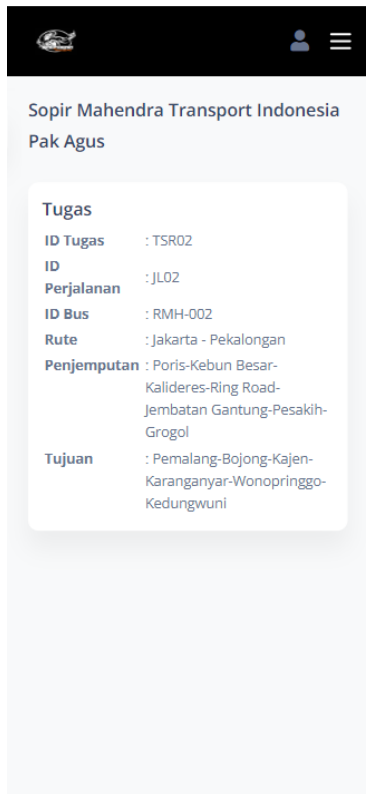 Sopir Mahendra Transport Indonesia
Pak Agus
Tugas
ID Tugas : TSR02
ID
Perjalanan : JL02
ID Bus : RMH-002
Rute : Jakarta - Pekalongan
Penjemputan : Poris-Kebun Besar-
Kalideres-Ring Road-
Jembatan Gantung-Pesakih-
Grogol
Tujuan : Pemalang-Bojong-Kajen-
Karanganyar-Wonopringgo-
Kedungwuni